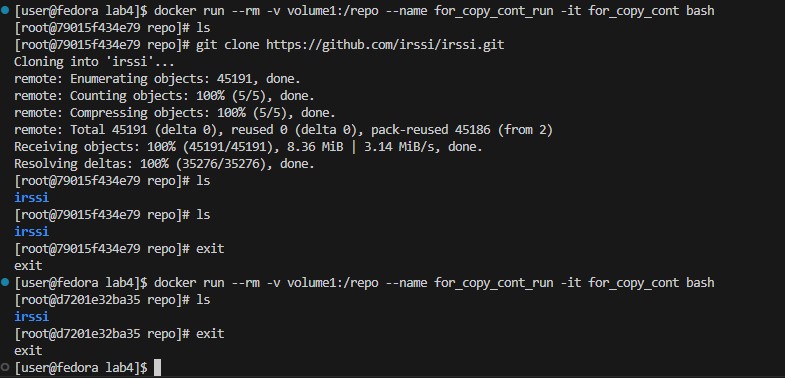 [user@fedora lab4]$ docker run --rm -v volume1:/repo --name for_copy_cont_run -it for_copy_cont bash
[root@79015f434e79 repo]# ls
[root@79015f434e79 repo]# git clone https://github.com/irssi/irssi.git
Cloning into 'irssi'...
remote: Enumerating objects: 45191, done.
remote: Counting objects: 100% (5/5), done.
remote: Compressing objects: 100% (5/5), done.
remote: Total 45191 (delta 0), reused 0 (delta 0), pack-reused 45186 (from 2)
Receiving objects: 100% (45191/45191), 8.36 MiB | 3.14 MiB/s, done.
Resolving deltas: 100% (35276/35276), done.
[root@79015f434e79 repo]# ls
irssi
[root@79015f434e79 repo]# ls
irssi
[root@79015f434e79 repo]# exit
exit
[user@fedora lab4]$ docker run --rm -v volume1:/repo --name for_copy_cont_run -it for_copy_cont bash
[root@d7201e32ba35 repo]# ls
irssi
[root@d7201e32ba35 repo]# exit
exit
[user@fedora lab4]$